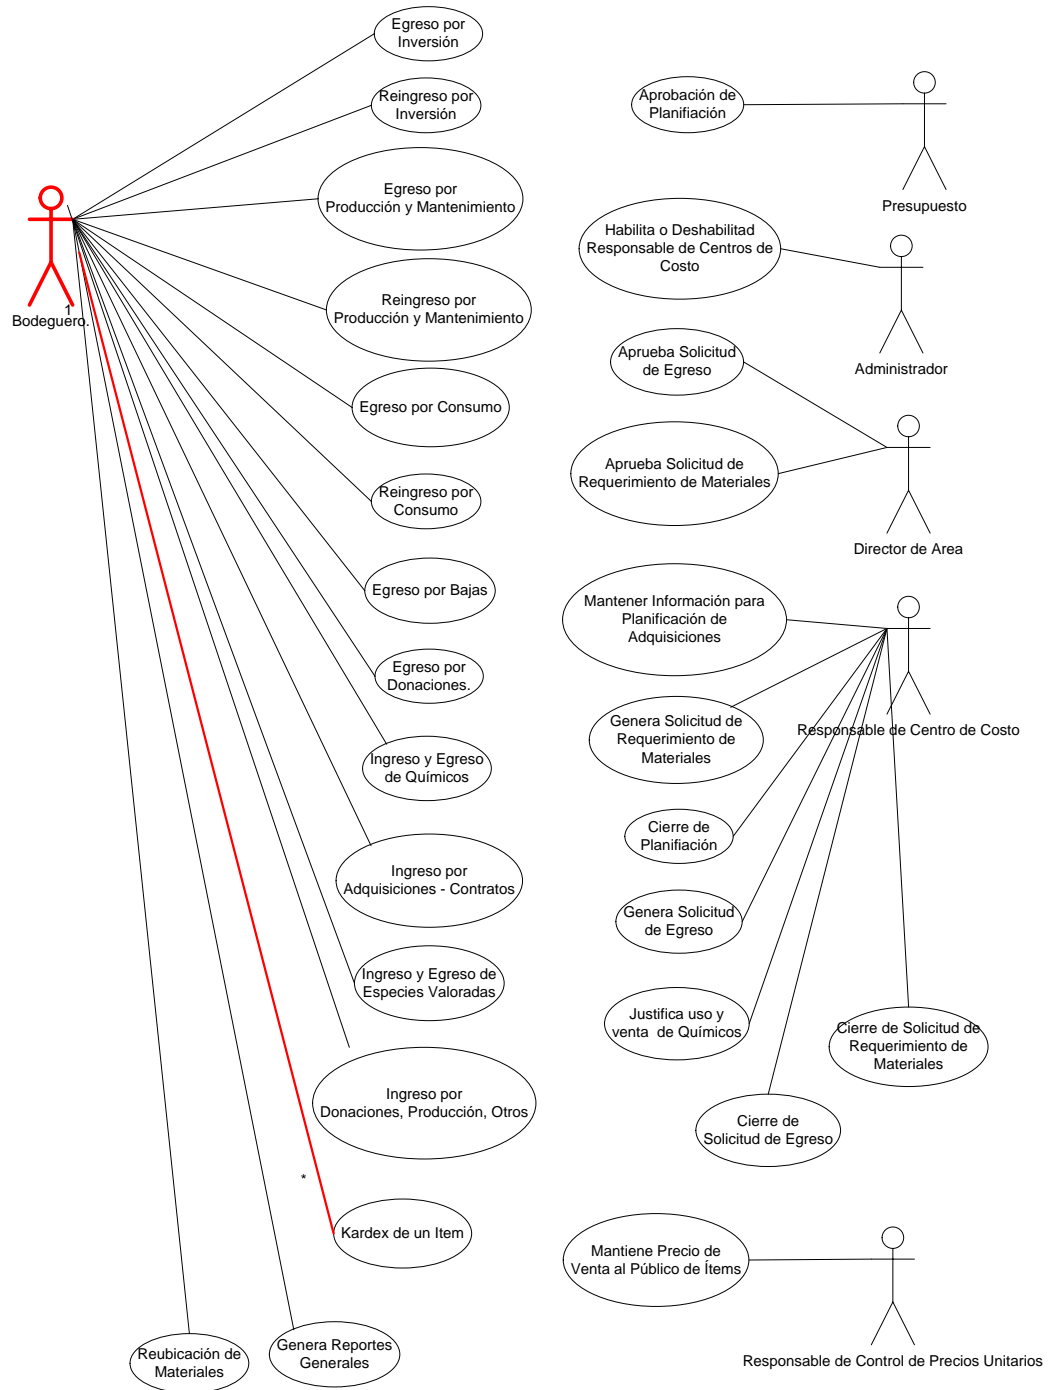 Egreso por
Inversión
Reingreso por
Inversión
Egreso por
Producción y Mantenimiento
Reingreso por
Producción y Mantenimiento
1
Bodeguero.
Egreso por Consumo
Reingreso por
Consumo
Egreso por Bajas
Egreso por
Donaciones.
Ingreso y Egreso
de Químicos
Ingreso por
Adquisiciones - Contratos
Ingreso y Egreso de
Especies Valoradas
Ingreso por
Donaciones, Producción, Otros
*
Kardex de un Item
Genera Reportes
Generales
Reubicación de
Materiales
Aprobación de
Planifiación
Presupuesto
Habilita o Deshabilitad
Responsable de Centros de
Costo
Administrador
Aprueba Solicitud
de Egreso
Aprueba Solicitud de
Requerimiento de Materiales
Director de Area
Mantener Información para
Planificación de
Adquisiciones
Genera Solicitud de
Requerimiento de
Materiales
Responsable de Centro de Costo
Cierre de
Planifiación
Genera Solicitud
de Egreso
Justifica uso y
venta  de Químicos
Cierre de Solicitud de
Requerimiento de
Materiales
Cierre de
Solicitud de Egreso
Mantiene Precio de
Venta al Público de Ítems
Responsable de Control de Precios Unitarios